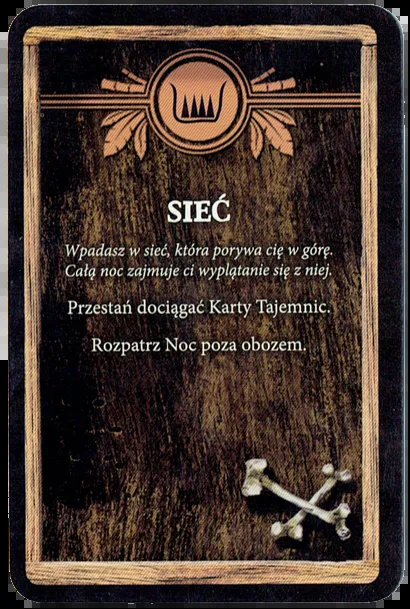 SIEĆ
Wpadasz w sieć, która porywa cię w górę.
Całą noc zajmuje ci wyplątanie się z niej.
Przestań dociągać Karty Tajemnic.
Rozpatrz Noc poza obozem.